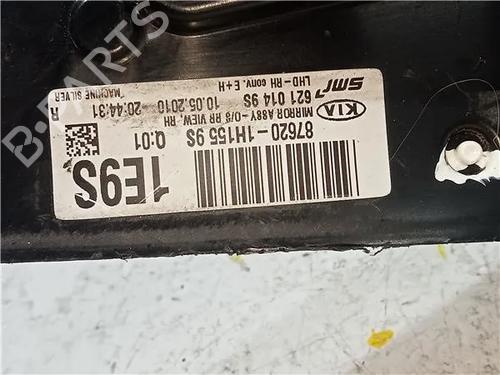 SMR
LHD-RH conv. E+H
MACHINE SILVER
KIA
621 014 9S
10.05.2010 - 20:44:31
R
MIRROR ASSY-O/S RR VIEW, RH
87620-1H155 9S
Q:01
1E9S
B-Parts